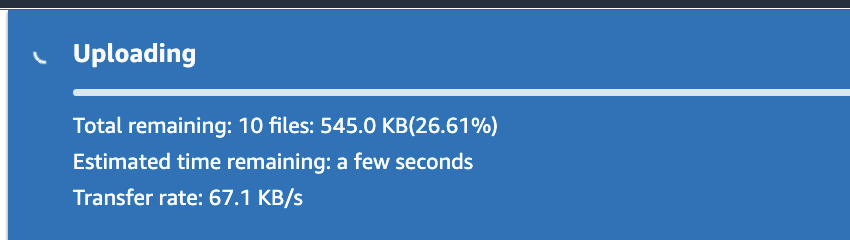 Uploading
Total remaining: 10 files: 545.0 KB(26.61%)
Estimated time remaining: a few seconds
Transfer rate: 67.1 KB/s